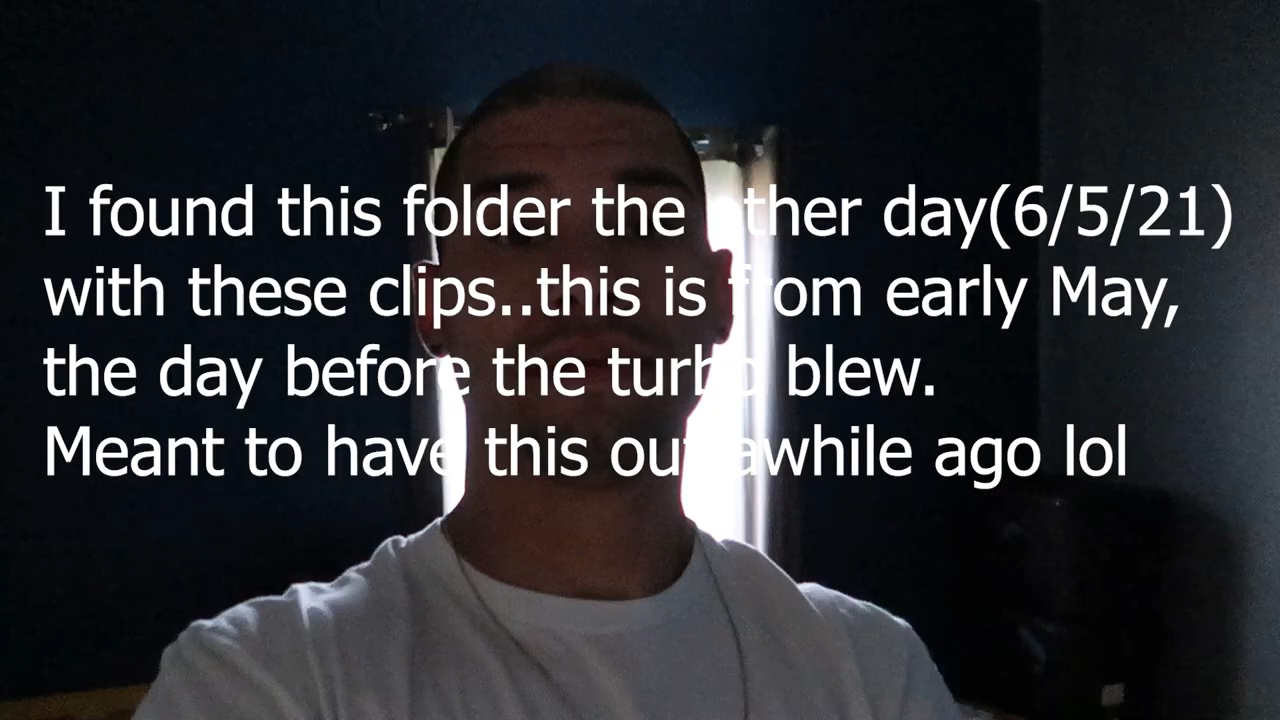 I found this folder the other day(6/5/21)
with these clips..this is from early May,
the day before the turbo blew.
Meant to have this out awhile ago lol